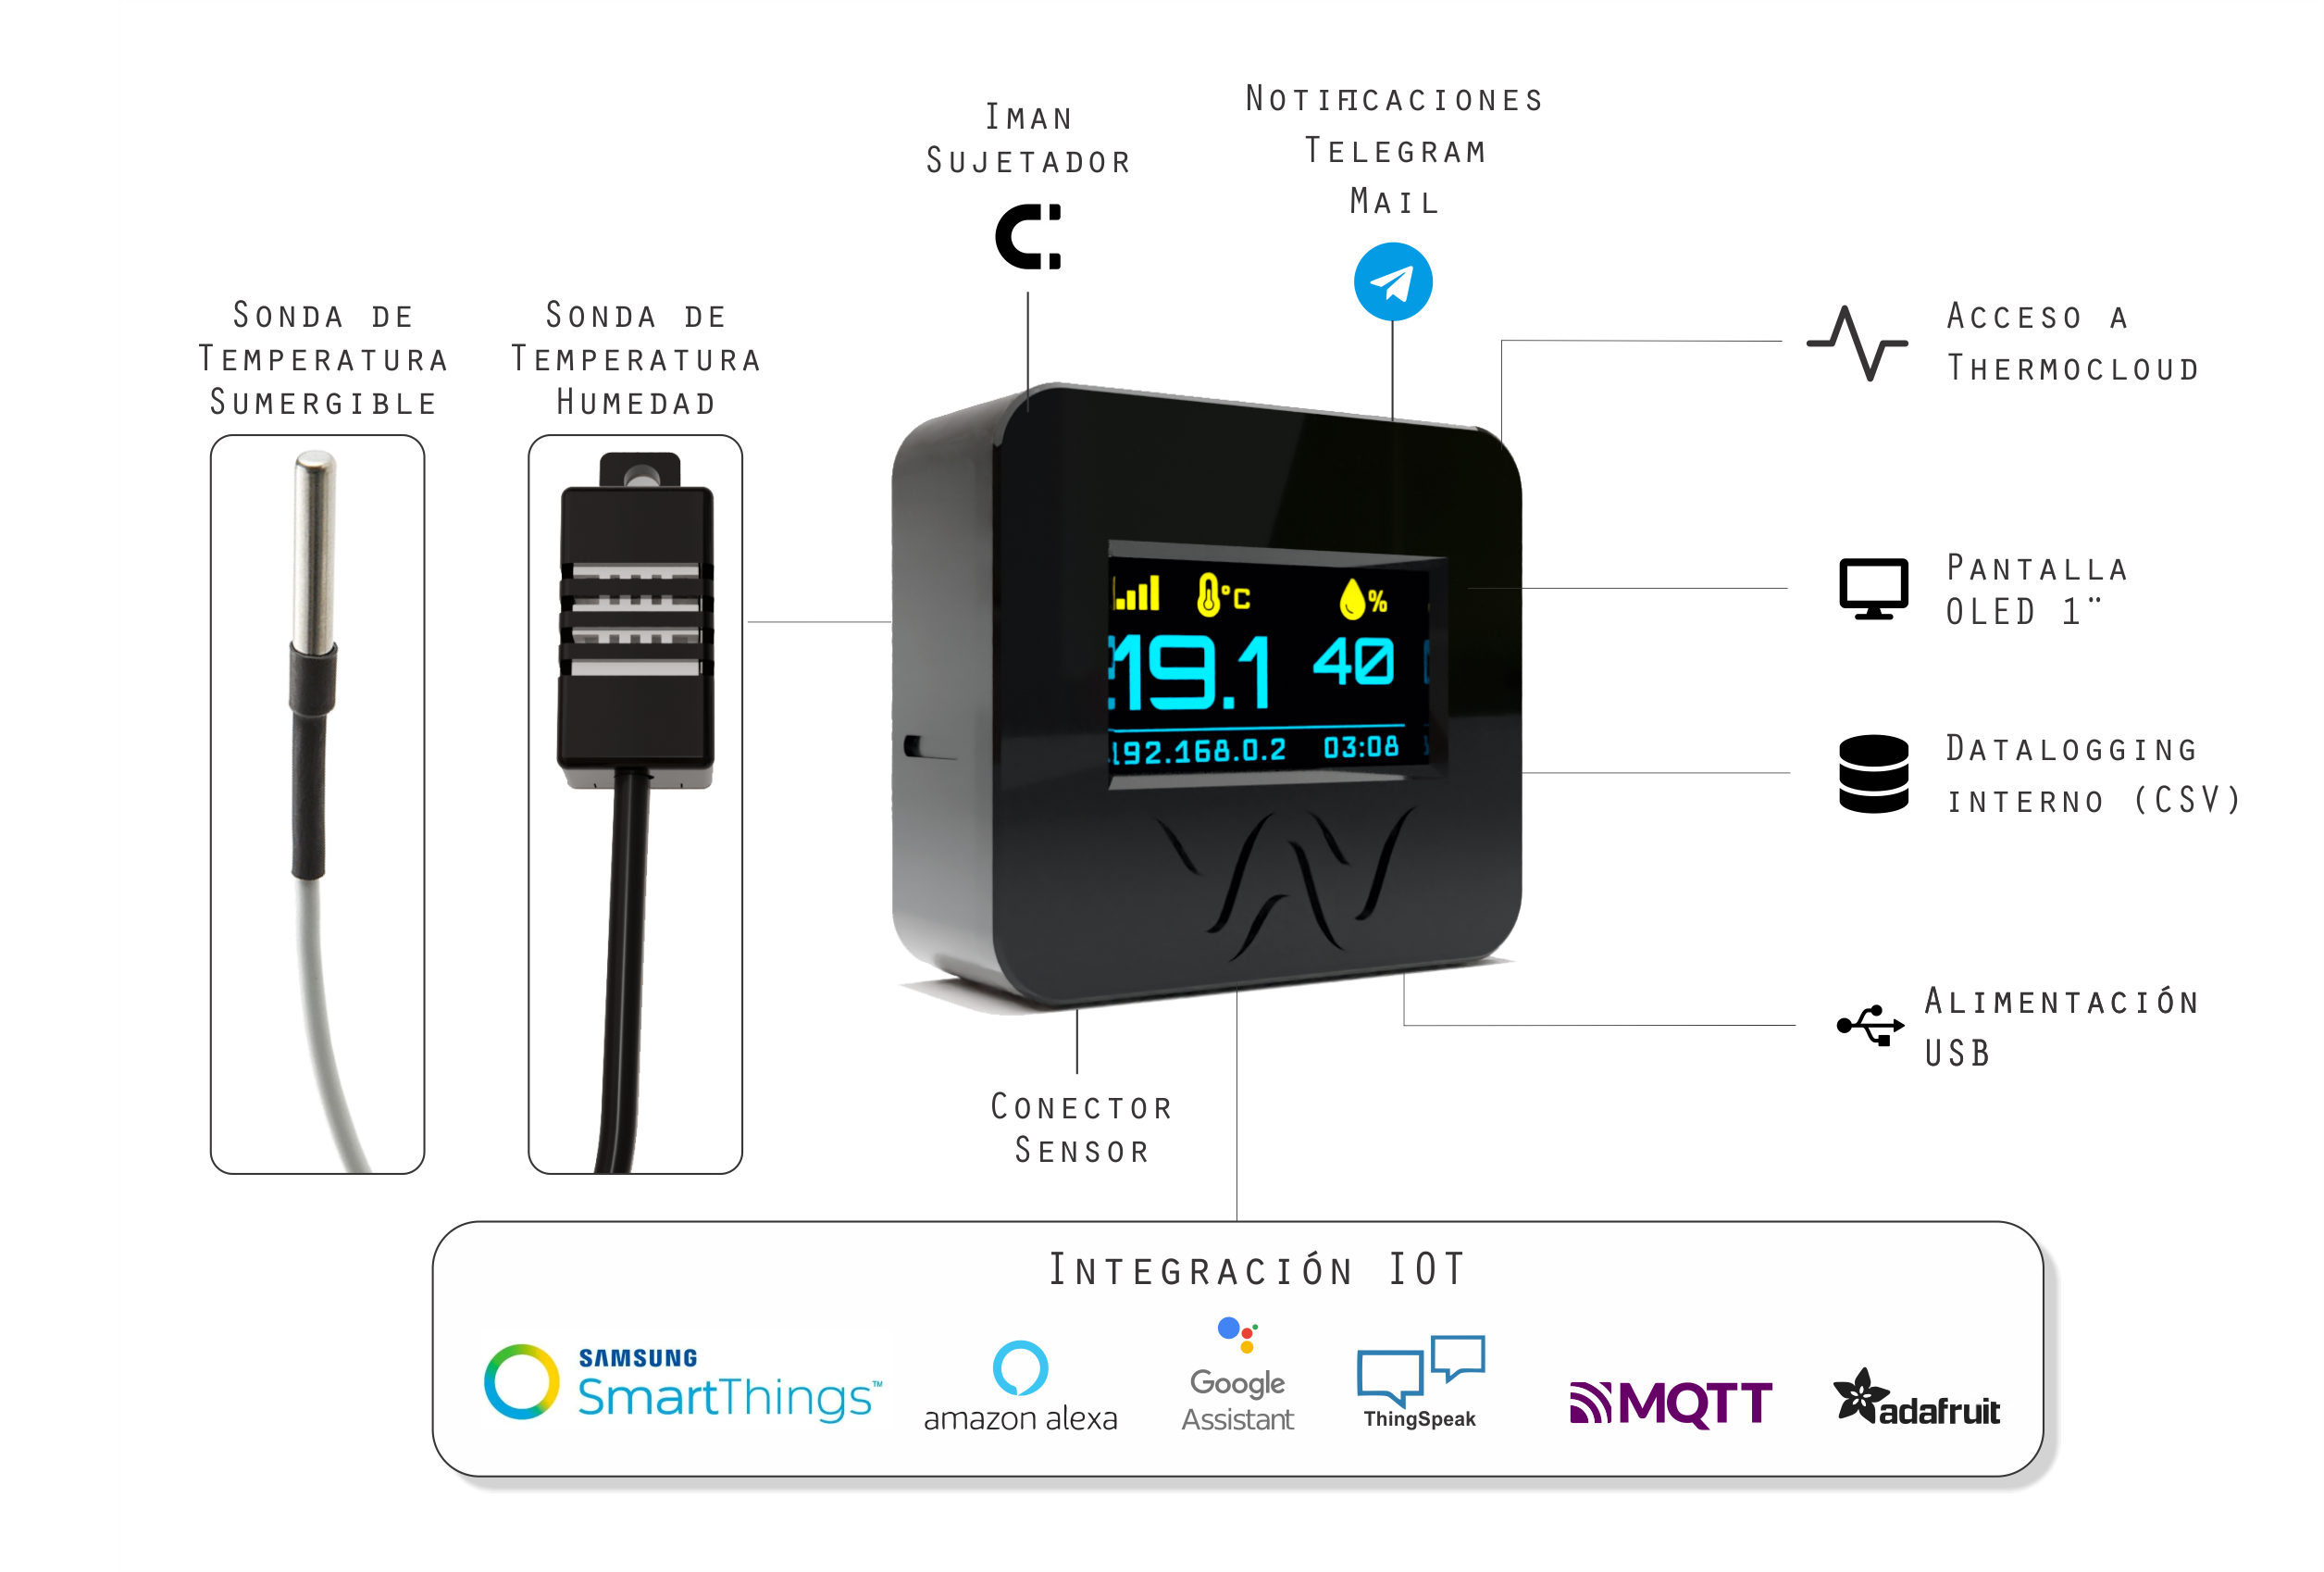 Iman
Sujetador
Notificaciones
Telegram
Mail
Sonda de
Temperatura
Sumergible
Sonda de
Temperatura
Humedad
Acceso a
Thermocloud
Pantalla
OLED 1¨
Datalogging
interno (CSV)
Alimentación
USB
°C %
19.1 40
192.168.0.2 03:08
Conector
Sensor
Integración IOT
SAMSUNG
SmartThings™
amazon alexa
Google
Assistant
ThingSpeak
MQTT
adafruit